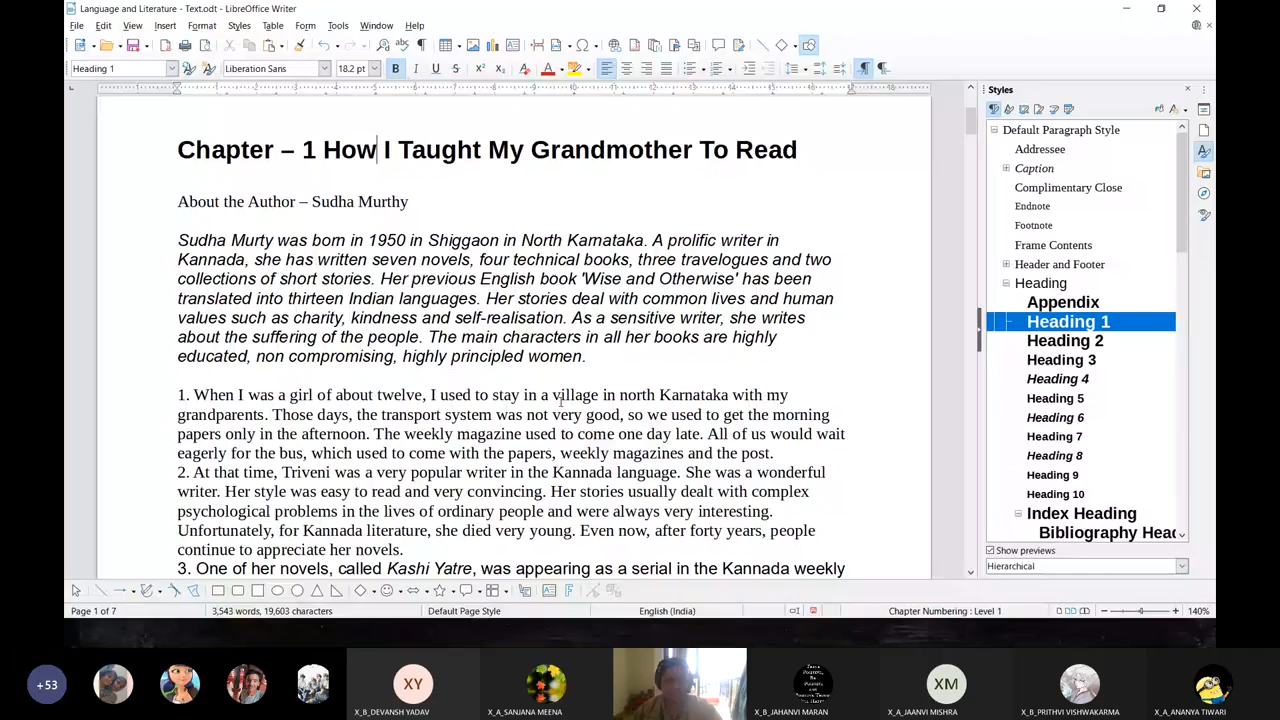 Language and Literature - Text.odt - LibreOffice Writer
File Edit View Insert Format Styles Table Form Tools Window Help
Heading 1
Liberation Sans
18.2 pt
Styles
Default Paragraph Style
Addressee
Caption
Complimentary Close
Endnote
Footnote
Frame Contents
Header and Footer
Heading
Appendix
Heading 1
Heading 2
Heading 3
Heading 4
Heading 5
Heading 6
Heading 7
Heading 8
Heading 9
Heading 10
Index Heading
Bibliography Head
Show previews
Hierarchical
Chapter – 1 How I Taught My Grandmother To Read
About the Author – Sudha Murthy
Sudha Murty was born in 1950 in Shiggaon in North Karnataka. A prolific writer in
Kannada, she has written seven novels, four technical books, three travelogues and two
collections of short stories. Her previous English book 'Wise and Otherwise' has been
translated into thirteen Indian languages. Her stories deal with common lives and human
values such as charity, kindness and self-realisation. As a sensitive writer, she writes
about the suffering of the people. The main characters in all her books are highly
educated, non compromising, highly principled women.
1. When I was a girl of about twelve, I used to stay in a village in north Karnataka with my
grandparents. Those days, the transport system was not very good, so we used to get the morning
papers only in the afternoon. The weekly magazine used to come one day late. All of us would wait
eagerly for the bus, which used to come with the papers, weekly magazines and the post.
2. At that time, Triveni was a very popular writer in the Kannada language. She was a wonderful
writer. Her style was easy to read and very convincing. Her stories usually dealt with complex
psychological problems in the lives of ordinary people and were always very interesting.
Unfortunately, for Kannada literature, she died very young. Even now, after forty years, people
continue to appreciate her novels.
3. One of her novels, called Kashi Yatre, was appearing as a serial in the Kannada weekly
Page 1 of 7
3,543 words, 19,603 characters
Default Page Style
English (India)
Chapter Numbering : Level 1
140%
+53
XY
X_B_DEVANSH YADAV
X_A_SANJANA MEENA
X_B_JAHANVI MARAN
XM
X_A_JAANVI MISHRA
X_B_PRITHVI VISHWAKARMA
X_A_ANANYA TIWARI